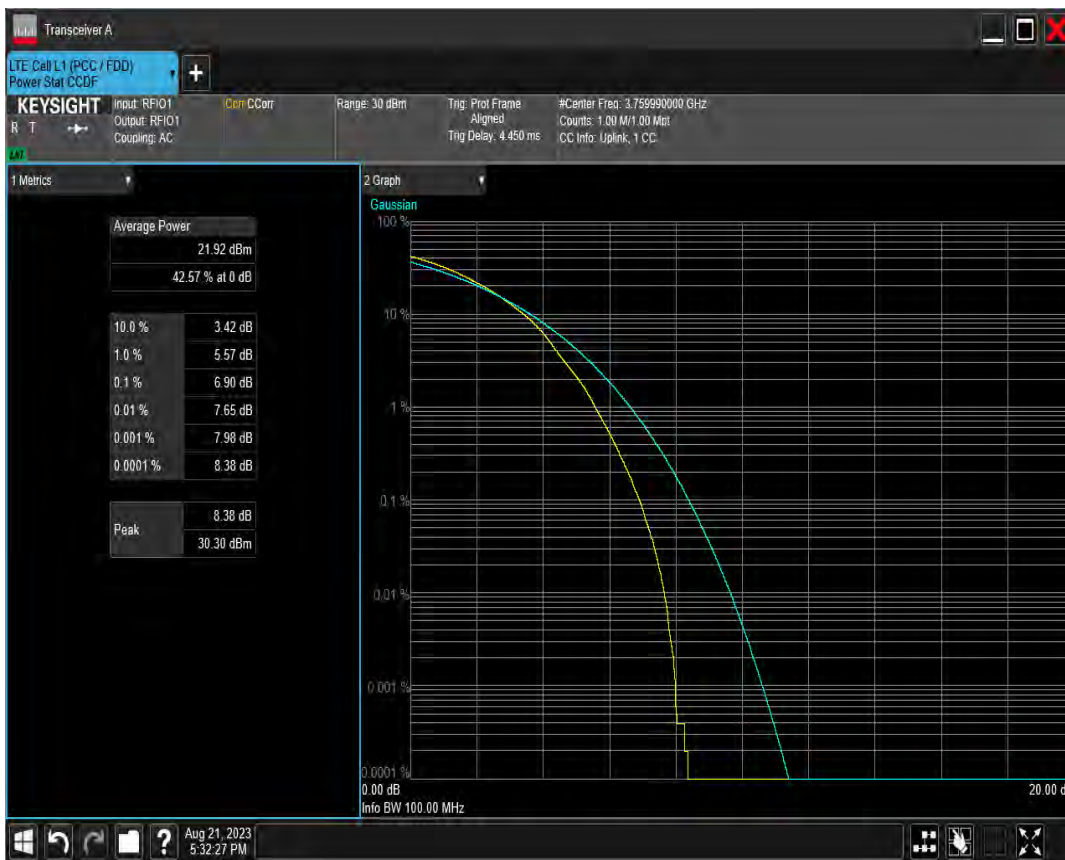 Transceiver A
LTE Cell L1 (PCC / FDD)
Power Stat CCDF
KEYSIGHT
R T
LXI
Input: RFIO1
Output: RFIO1
Coupling: AC
Corr CCorr
Range: 30 dBm
Trig: Prot Frame
Aligned
Trig Delay: 4.450 ms
#Center Freq: 3.759990000 GHz
Counts: 1.00 M/1.00 Mpt
CC Info: Uplink, 1 CC
1 Metrics
Average Power
21.92 dBm
42.57 % at 0 dB
10.0 % 3.42 dB
1.0 % 5.57 dB
0.1 % 6.90 dB
0.01 % 7.65 dB
0.001 % 7.98 dB
0.0001 % 8.38 dB
Peak
8.38 dB
30.30 dBm
2 Graph
Gaussian
100 %
10 %
1 %
0.1 %
0.01 %
0.001 %
0.0001 %
0.00 dB
20.00 d
Info BW 100.00 MHz
?
Aug 21, 2023
5:32:27 PM